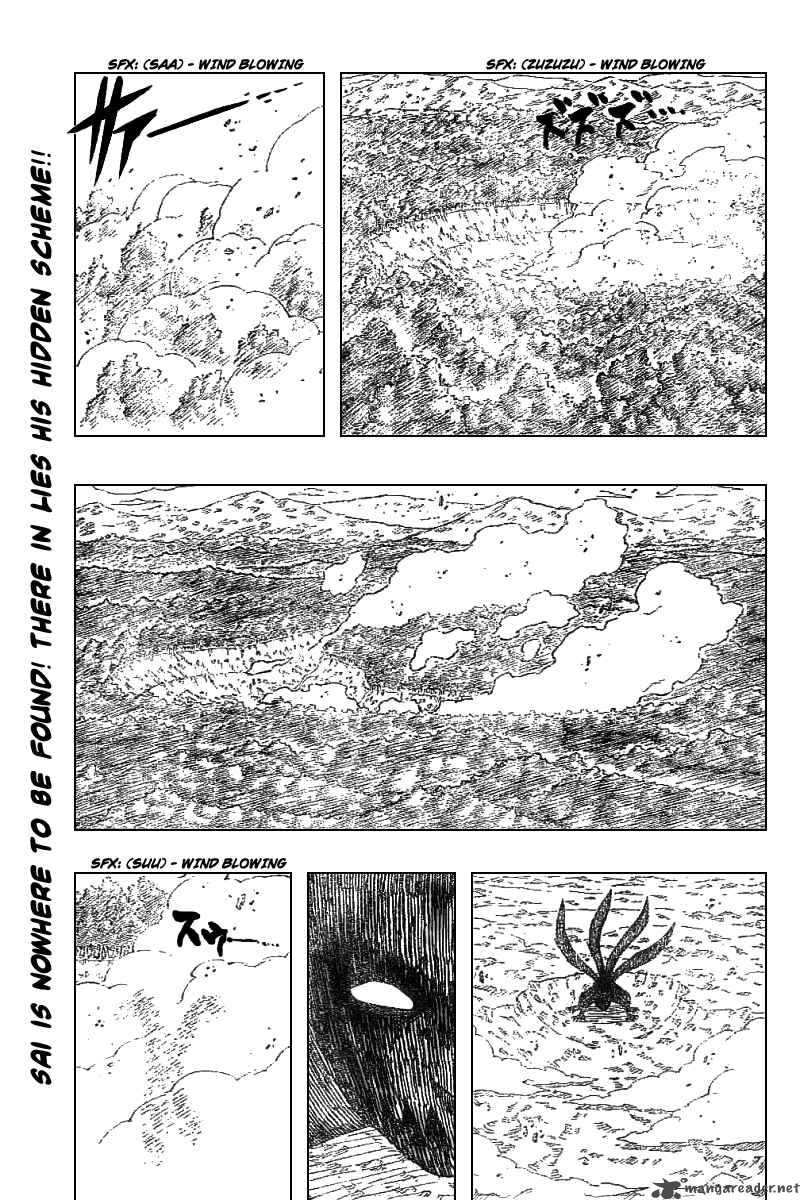 SFX: (SAA) - WIND BLOWING
SFX: (ZUZUZU) - WIND BLOWING
ザァー
ズズズ...
SAI IS NOWHERE TO BE FOUND! THERE IN LIES HIS HIDDEN SCHEME!!
SFX: (SUU) - WIND BLOWING
スゥー...
mangareader.net